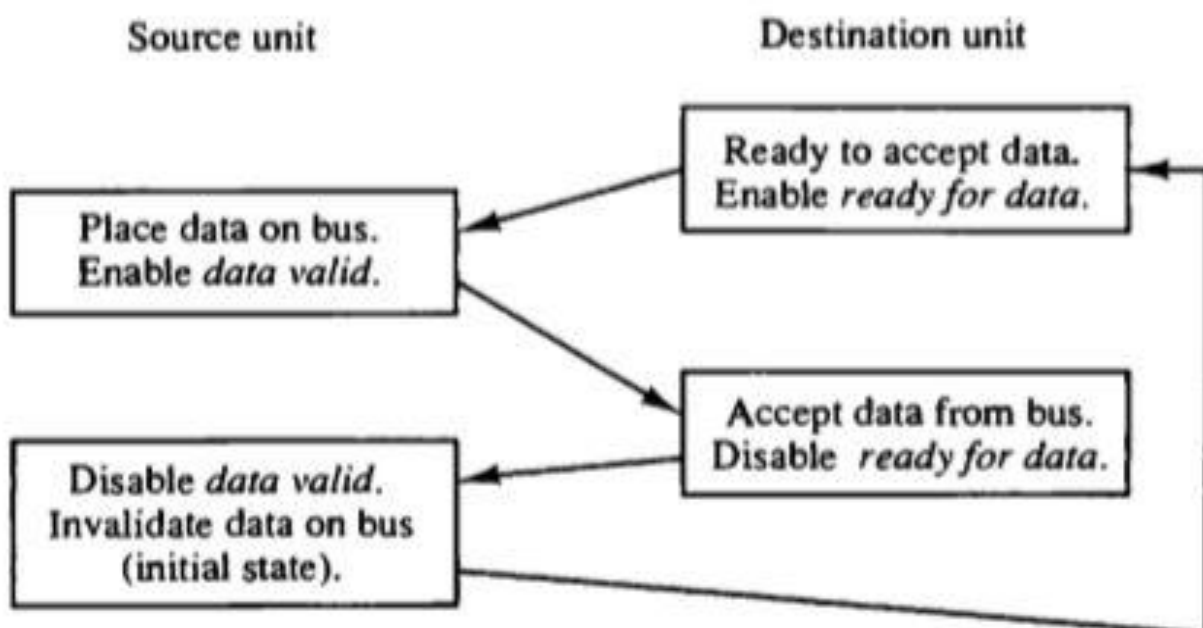 Source unit
Destination unit
Ready to accept data.
Enable ready for data.
Place data on bus.
Enable data valid.
Accept data from bus.
Disable ready for data.
Disable data valid.
Invalidate data on bus
(initial state).